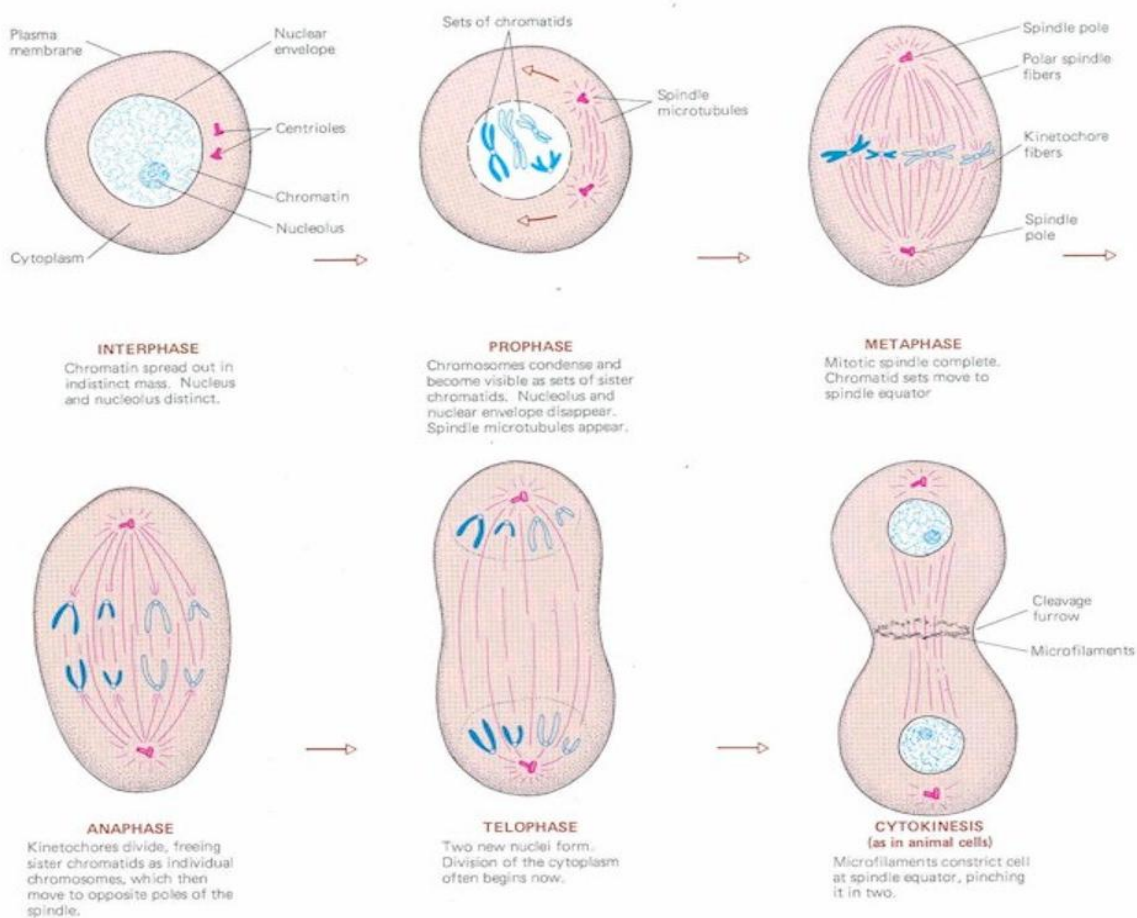 Plasma
membrane
Nuclear
envelope
Centrioles
Chromatin
Nucleolus
Cytoplasm
INTERPHASE
Chromatin spread out in
indistinct mass. Nucleus
and nucleolus distinct.
Sets of chromatids
Spindle
microtubules
PROPHASE
Chromosomes condense and
become visible as sets of sister
chromatids. Nucleolus and
nuclear envelope disappear.
Spindle microtubules appear.
Spindle pole
Polar spindle
fibers
Kinetochore
fibers
Spindle
pole
METAPHASE
Mitotic spindle complete.
Chromatid sets move to
spindle equator
ANAPHASE
Kinetochores divide, freeing
sister chromatids as individual
chromosomes, which then
move to opposite poles of the
spindle.
TELOPHASE
Two new nuclei form.
Division of the cytoplasm
often begins now.
Cleavage
furrow
Microfilaments
CYTOKINESIS
(as in animal cells)
Microfilaments constrict cell
at spindle equator, pinching
it in two.